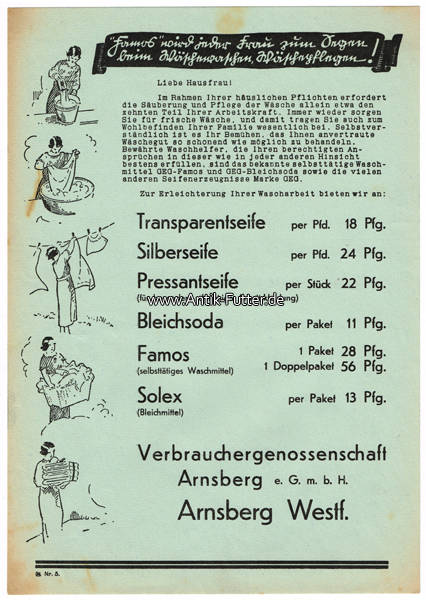 "Famos" wird jeder Frau zum Segen
beim Wäschewaschen Wäschepflegen!
Liebe Hausfrau!
Im Rahmen Ihrer häuslichen Pflichten erfordert
die Säuberung und Pflege der Wäsche allein etwa den
zehnten Teil Ihrer Arbeitskraft. Immer wieder sorgen
Sie für frische Wäsche, und damit tragen Sie auch zum
Wohlbefinden Ihrer Familie wesentlich bei. Selbstver-
ständlich ist es Ihr Bemühen, das Ihnen anvertraute
Wäschegut so schonend wie möglich zu behandeln.
Bewährte Waschhelfer, die Ihren berechtigten An-
sprüchen in dieser wie in jeder anderen Hinsicht
bestens erfüllen, sind das bekannte selbsttätige Wasch-
mittel GEG-Famos und GEG-Bleichsoda sowie die vielen
anderen Seifenerzeugnisse Marke GEG.
Zur Erleichterung Ihrer Wascharbeit bieten wir an:
Transparentseife per Pfd. 18 Pfg.
Silberseife per Pfd. 24 Pfg.
Pressantseife per Stück 22 Pfg.
www.Antik-Futter.de
Bleichsoda per Paket 11 Pfg.
Famos 1 Paket 28 Pfg.
(selbsttätiges Waschmittel) 1 Doppelpaket 56 Pfg.
Solex per Paket 13 Pfg.
(Bleichmittel)
Verbrauchergenossenschaft
Arnsberg e. G. m. b. H.
Arnsberg Westf.
Nr. 5.